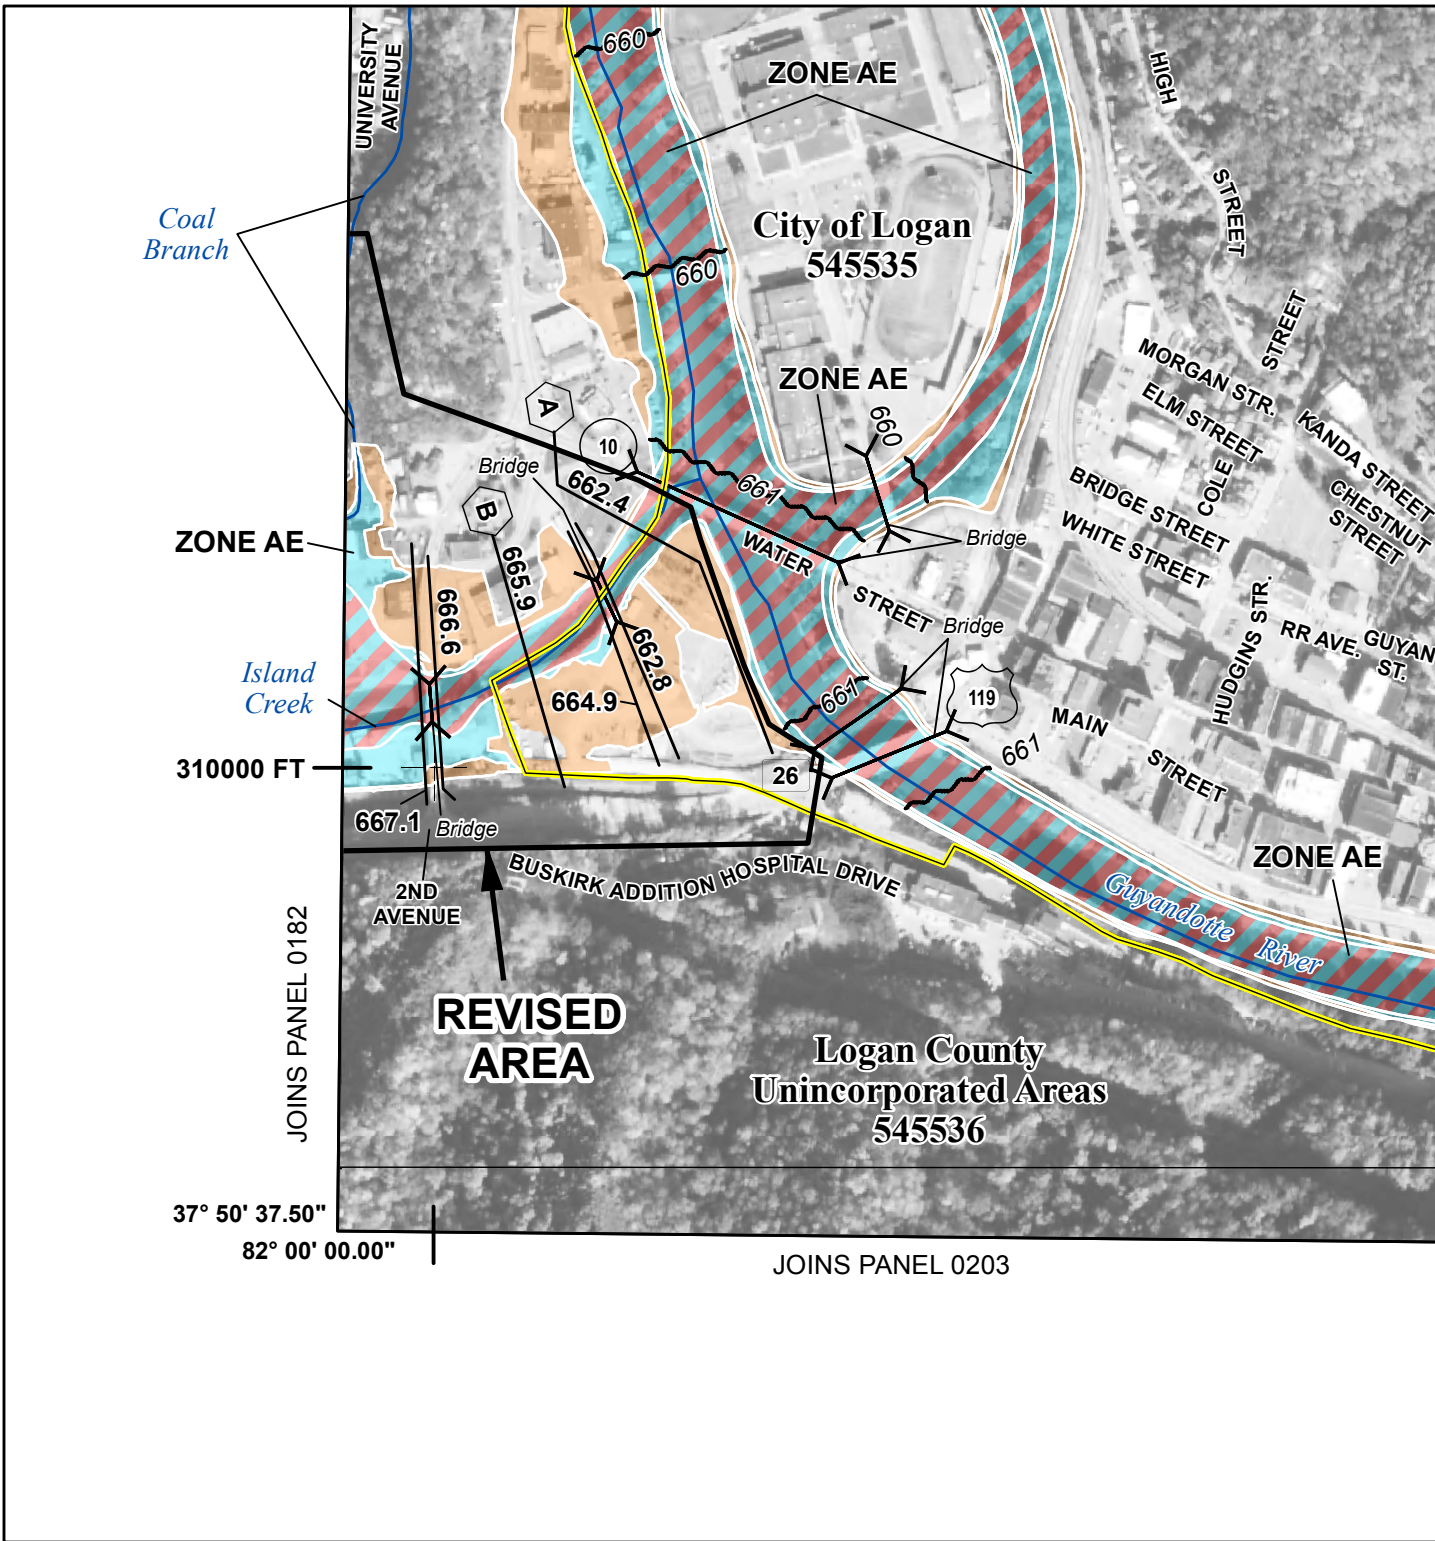 UNIVERSITY
AVENUE
660
ZONE AE
HIGH
STREET
Coal
Branch
City of Logan
545535
660
STREET
MORGAN STR.
ELM STREET
KANDA STREET
COLE
CHESTNUT
STREET
BRIDGE STREET
WHITE STREET
ZONE AE
660
A
10
Bridge
662.4
661
B
WATER
STREET
Bridge
ZONE AE
665.9
666.6
662.8
664.9
Bridge
HUDGINS STR.
RR AVE.
GUYAN
ST.
Island
Creek
661
119
MAIN
STREET
661
310000 FT
26
667.1
Bridge
2ND
AVENUE
BUSKIRK ADDITION HOSPITAL DRIVE
ZONE AE
Guyandotte River
JOINS PANEL 0182
REVISED
AREA
Logan County
Unincorporated Areas
545536
37° 50' 37.50"
82° 00' 00.00"
JOINS PANEL 0203